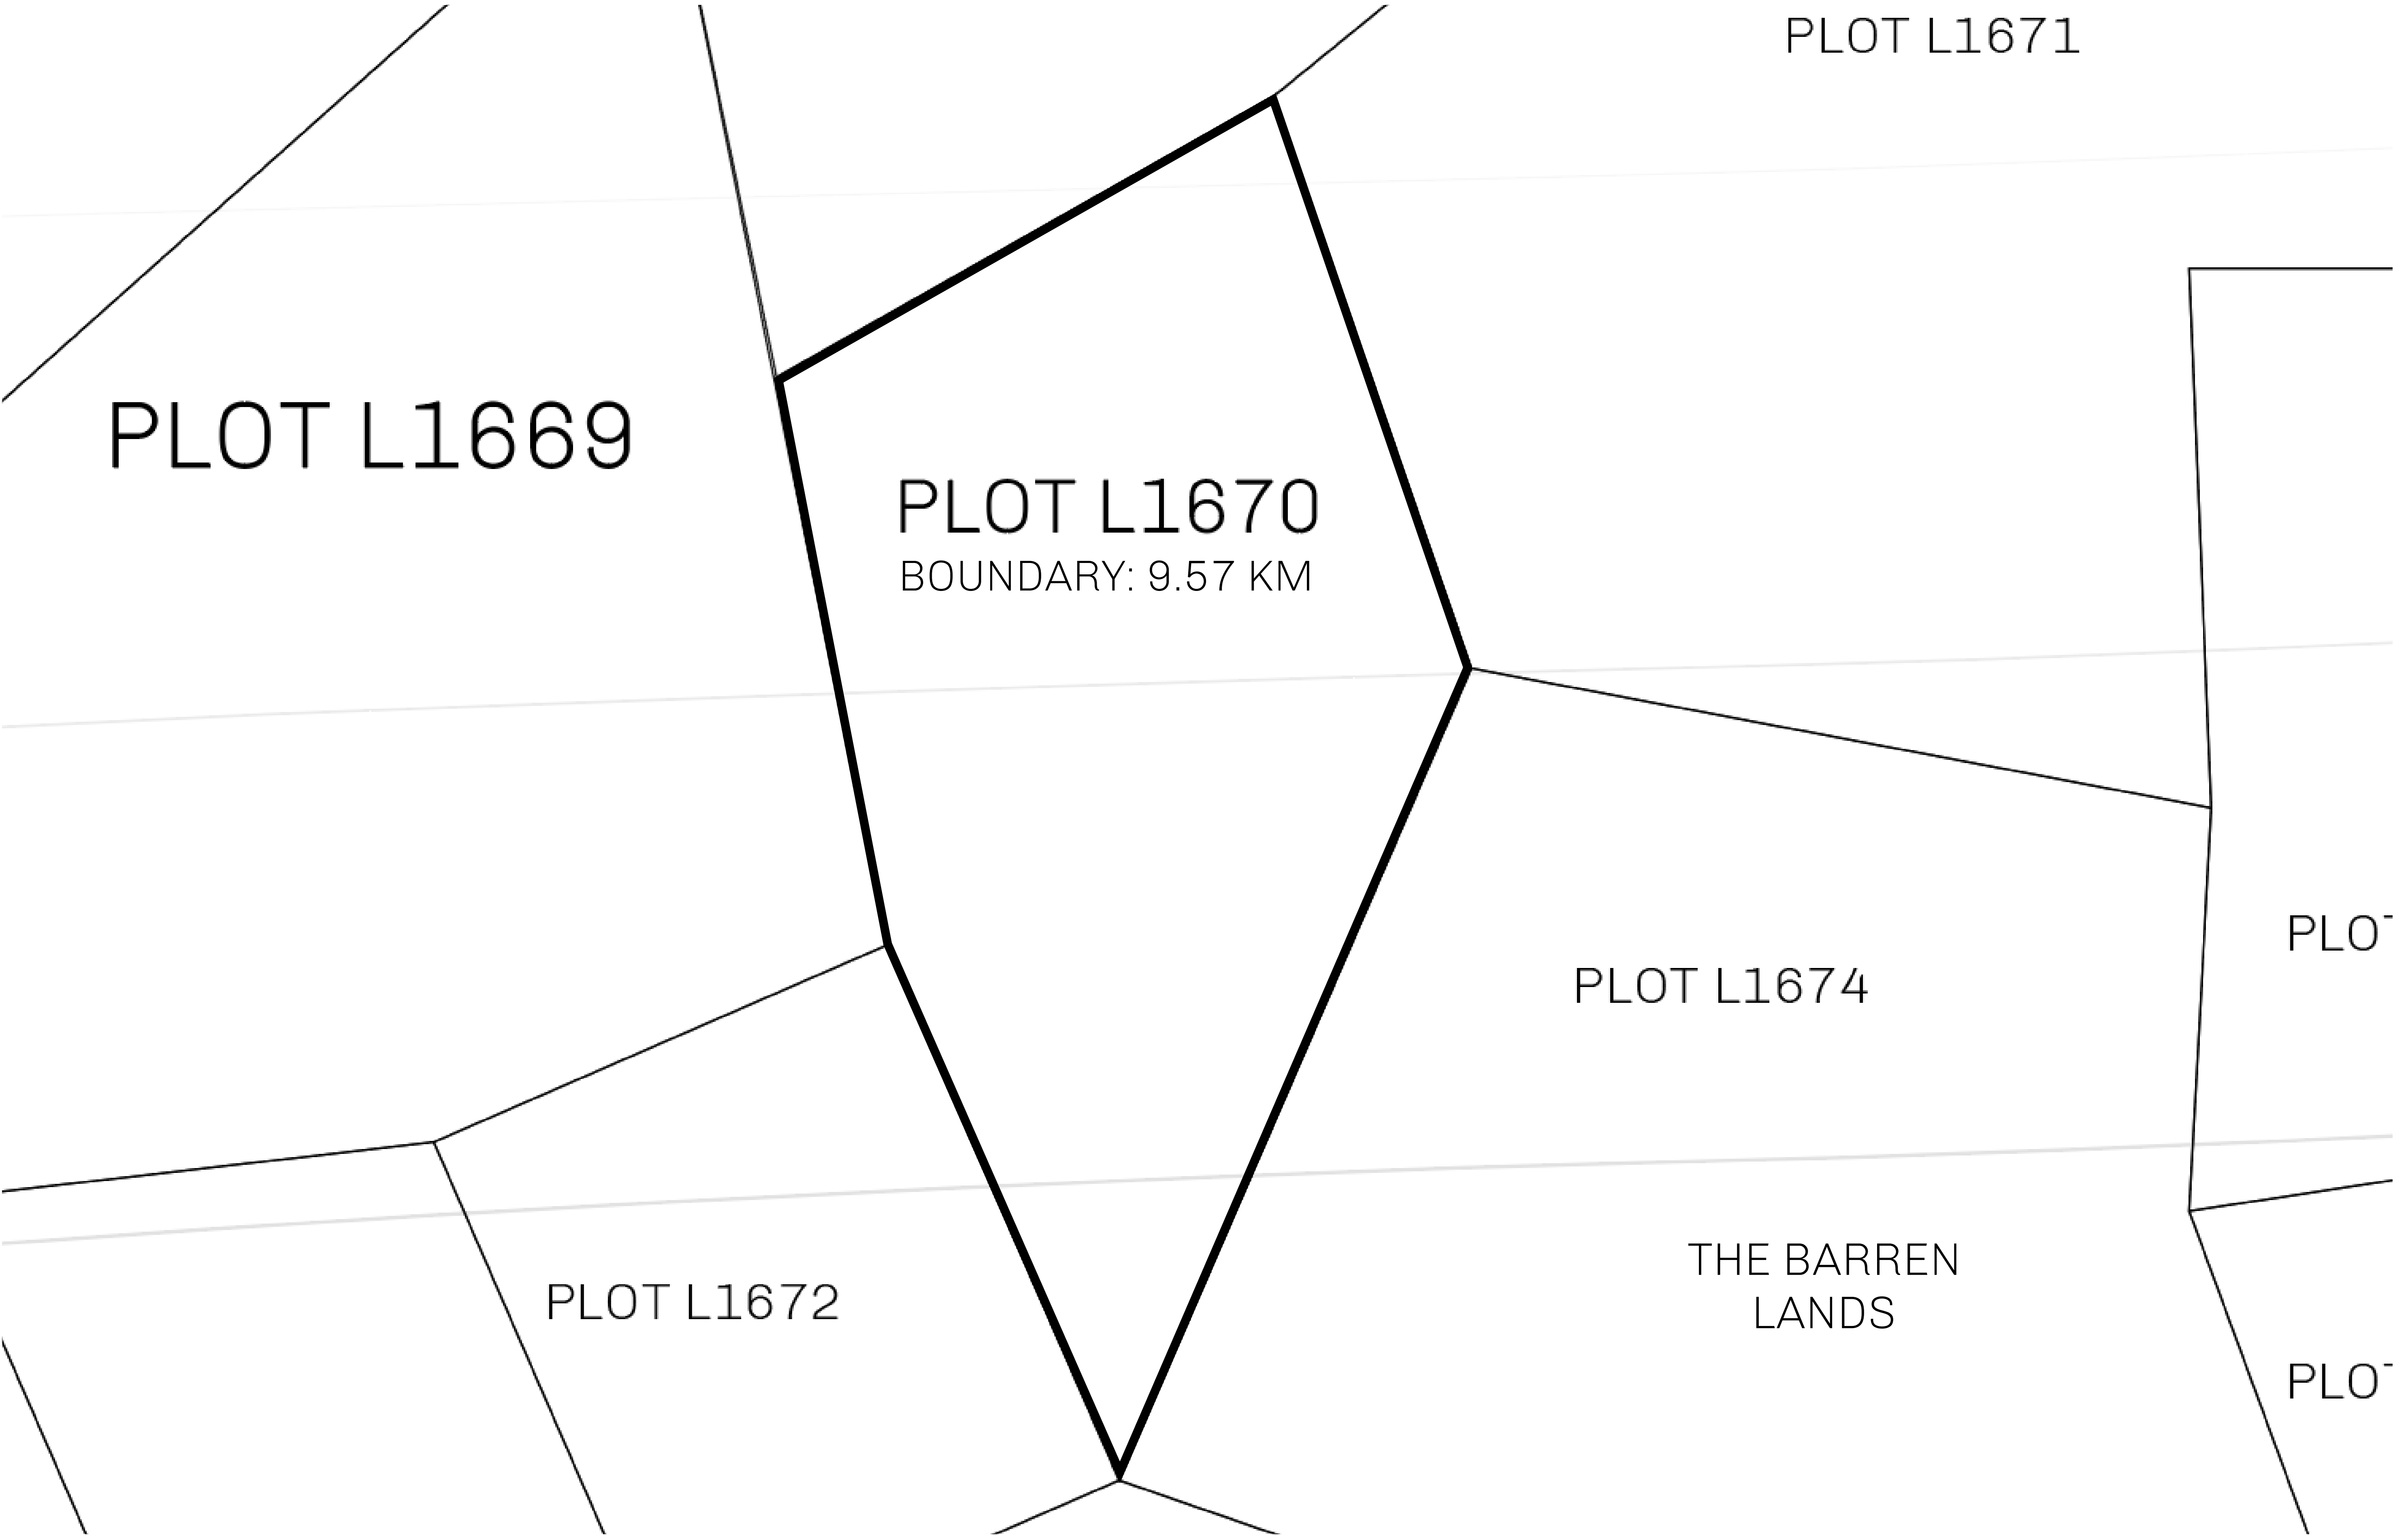 PLOT L1671
PLOT L1669
PLOT L1670
BOUNDARY: 9.57 KM
PLOT L1674
THE BARREN
LANDS
PLOT L1672